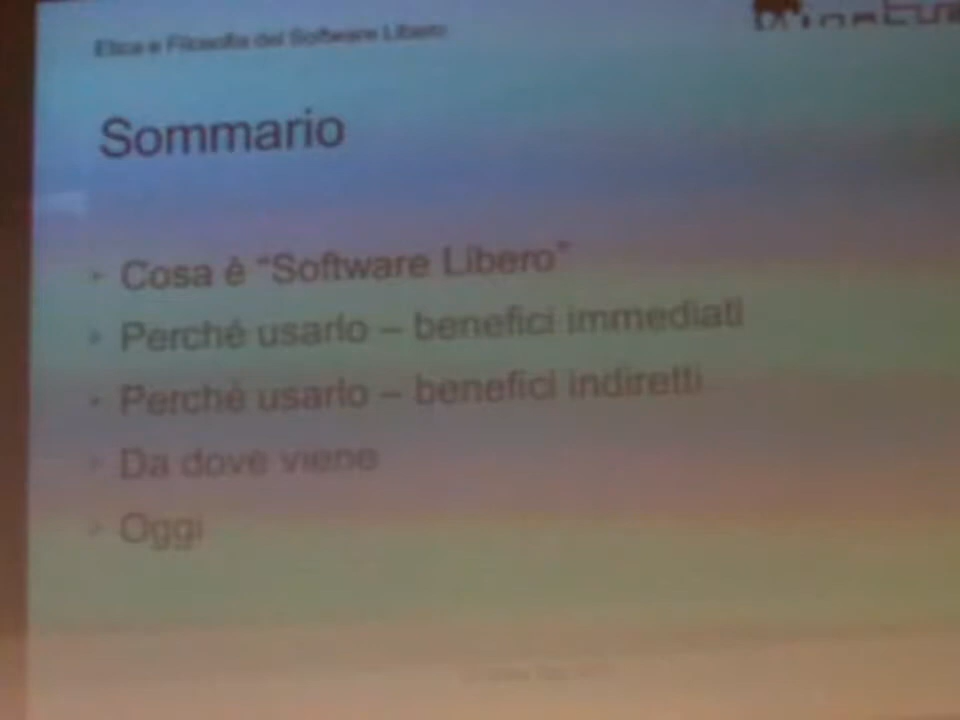 Etica e Filosofia del Software Libero
Sommario
• Cosa è "Software Libero"
• Perché usarlo – benefici immediati
• Perché usarlo – benefici indiretti
• Da dove viene
• Oggi